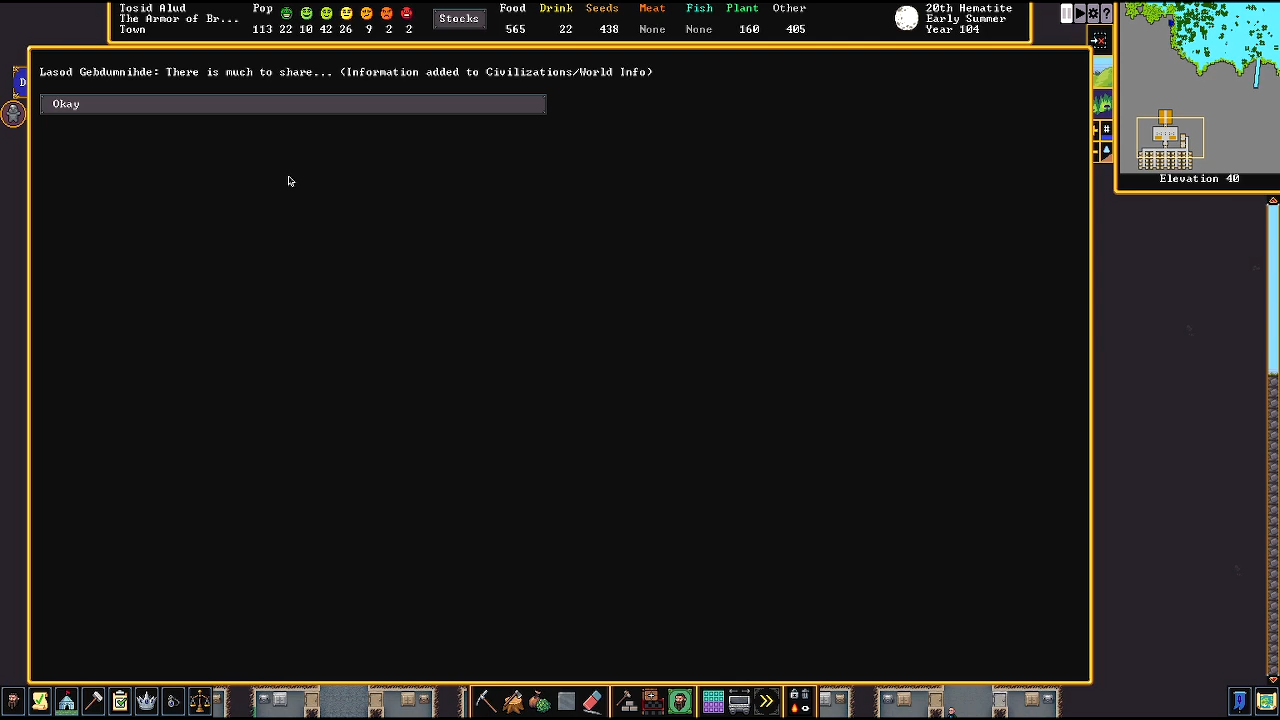 Tosid Alud
The Armor of Br...
Town
Pop
113 22 10 42 26 9 2 2
Stocks
Food Drink Seeds Meat Fish Plant Other
565 22 438 None None 160 405
20th Hematite
Early Summer
Year 104
Lasod Gebdumnihde: There is much to share... (Information added to Civilizations/World Info)
Okay
D
Elevation 40